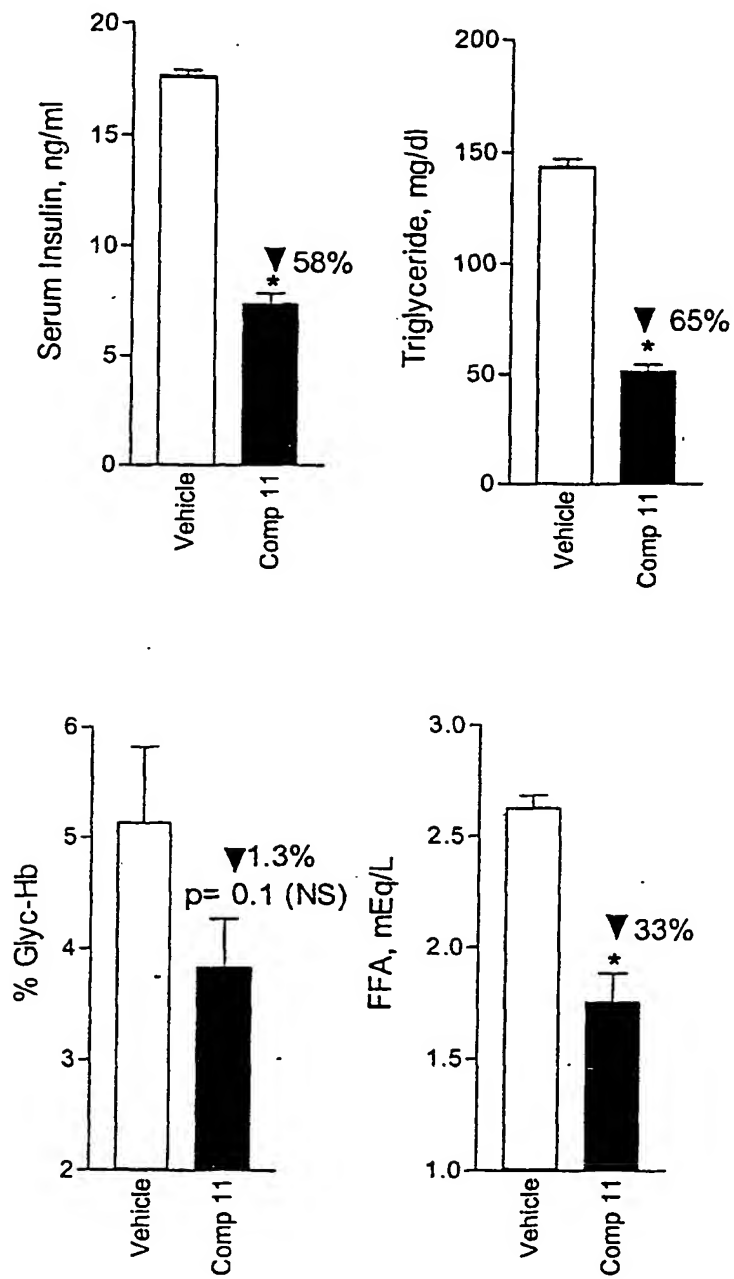 Serum Insulin, ng/ml
20
15
10
5
0
▼ 58%
*
Vehicle
Comp 11
Triglyceride, mg/dl
200
150
100
50
0
▼ 65%
*
Vehicle
Comp 11
% Glyc-Hb
6
5
4
3
2
▼1.3%
p= 0.1 (NS)
Vehicle
Comp 11
FFA, mEq/L
3.0
2.5
2.0
1.5
1.0
▼ 33%
*
Vehicle
Comp 11